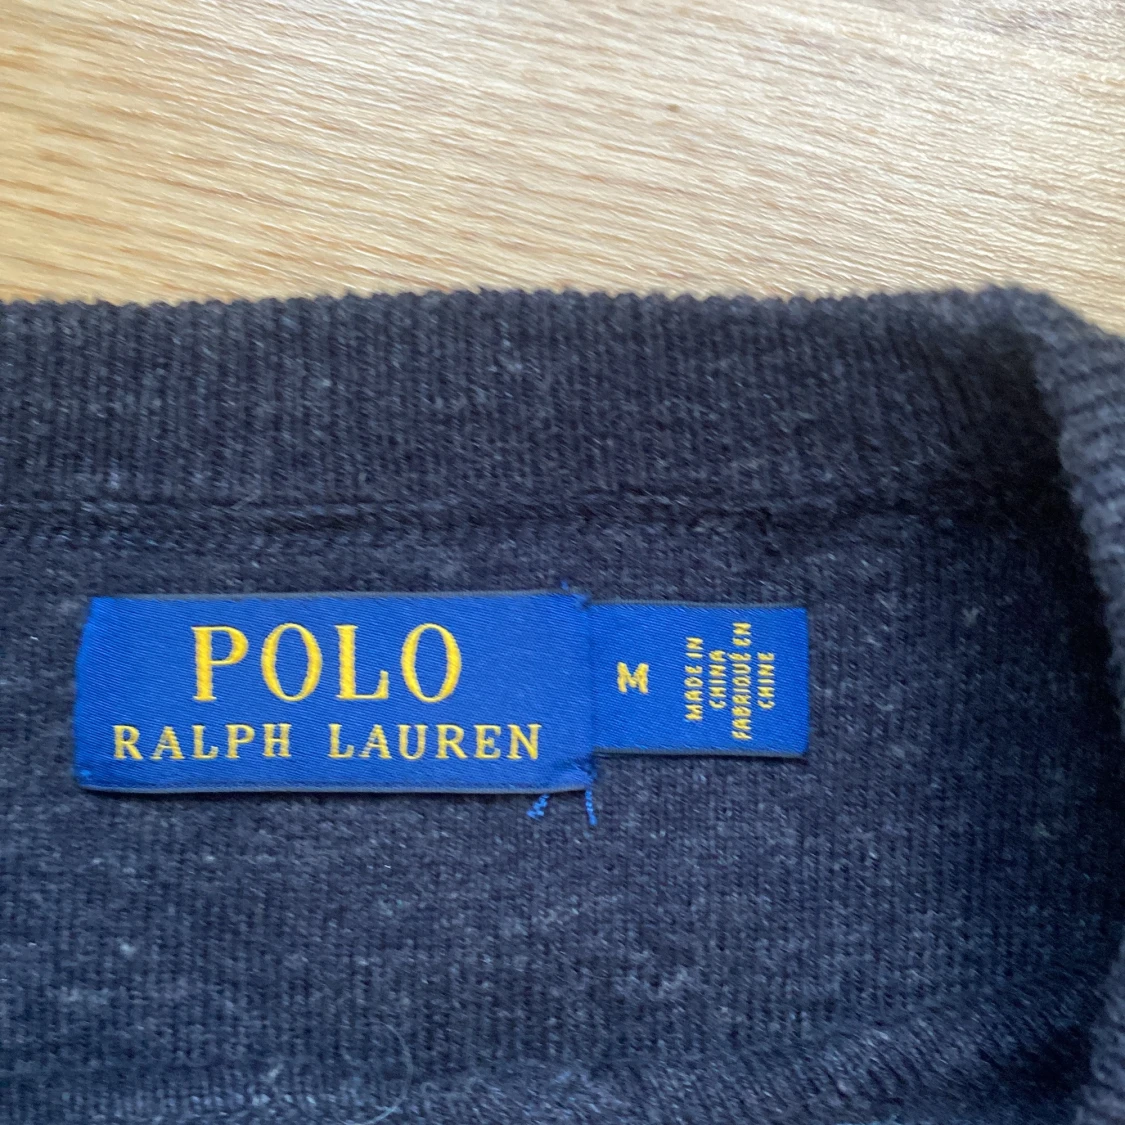 POLO
RALPH LAUREN
M
MADE IN
CHINA
FABRIQUÉ EN
CHINE